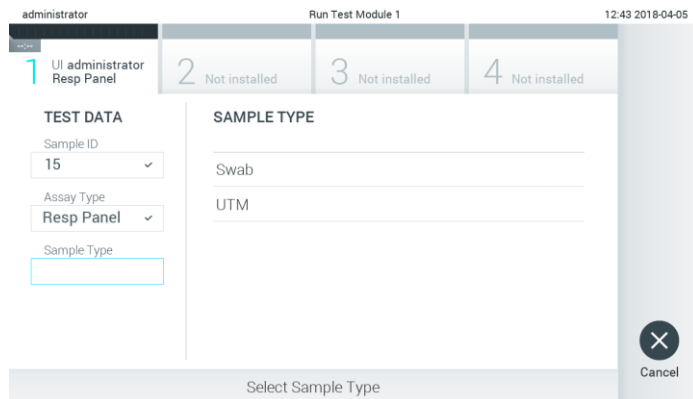 administrator
Run Test Module 1
12:43 2018-04-05
--:--
1 UI administrator
Resp Panel
2 Not installed
3 Not installed
4 Not installed
TEST DATA
Sample ID
15
Assay Type
Resp Panel
Sample Type
SAMPLE TYPE
Swab
UTM
Cancel
Select Sample Type